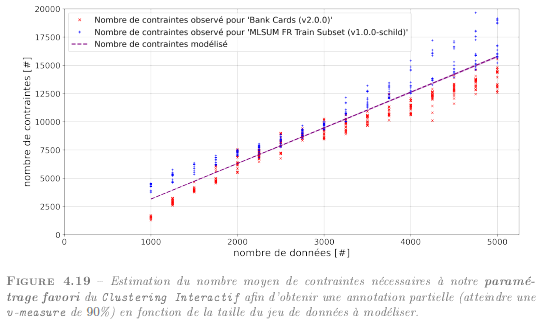 20000
17500
15000
12500
10000
7500
5000
2500
0
nombre de contraintes [#]
Nombre de contraintes observé pour 'Bank Cards (v2.0.0)'
Nombre de contraintes observé pour 'MLSUM FR Train Subset (v1.0.0-schild)'
Nombre de contraintes modélisé
0 1000 2000 3000 4000 5000
nombre de données [#]
FIGURE 4.19 – Estimation du nombre moyen de contraintes nécessaires à notre paramé-
trage favori du Clustering Interactif afin d'obtenir une annotation partielle (atteindre une
v-measure de 90%) en fonction de la taille du jeu de données à modéliser.